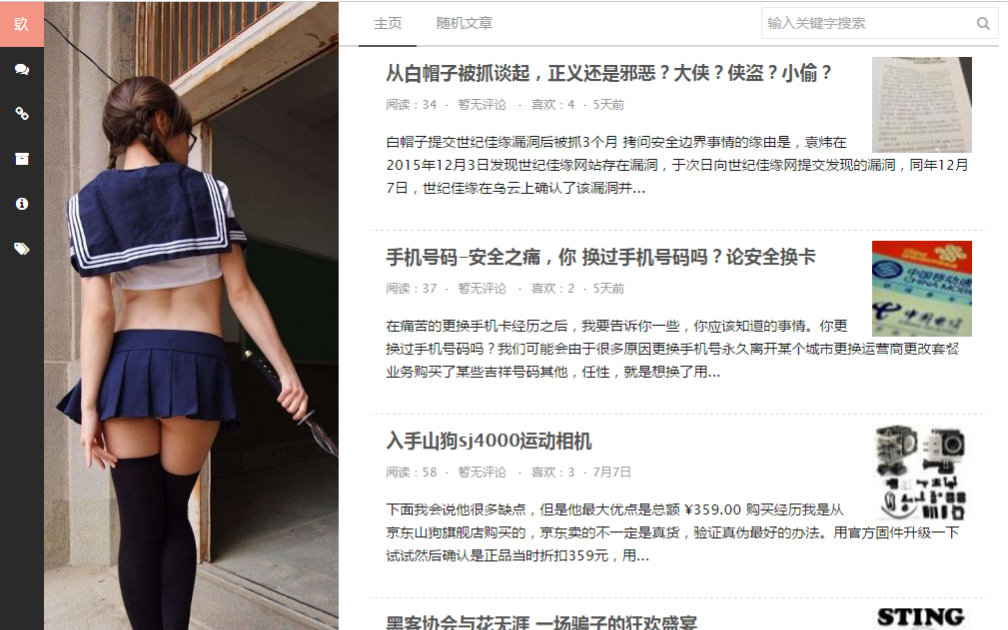 镹
主页 随机文章
输入关键字搜索
从白帽子被抓谈起，正义还是邪恶？大侠？侠盗？小偷？
阅读：34 · 暂无评论 · 喜欢：4 · 5天前
白帽子提交世纪佳缘漏洞后被抓3个月 拷问安全边界事情的缘由是，袁炜在
2015年12月3日发现世纪佳缘网站存在漏洞，于次日向世纪佳缘网提交发现的漏洞，同年12月
7日，世纪佳缘在乌云上确认了该漏洞并...
手机号码-安全之痛，你 换过手机号码吗？论安全换卡
阅读：37 · 暂无评论 · 喜欢：2 · 5天前
中国移动通
CHINA MOBI
中国电信
在痛苦的更换手机卡经历之后，我要告诉你一些，你应该知道的事情。你更
换过手机号码吗？我们可能会由于很多原因更换手机号永久离开某个城市更换运营商更改套餐
业务购买了某些吉祥号码其他，任性，就是想换了用...
入手山狗sj4000运动相机
阅读：58 · 暂无评论 · 喜欢：3 · 7月7日
下面我会说他很多缺点，但是他最大优点是总额 ¥359.00 购买经历我是从
京东山狗旗舰店购买的，京东卖的不一定是真货，验证真伪最好的办法。用官方固件升级一下
试试然后确认是正品当时折扣359元，用...
黑客协会与花无涯 一场骗子的狂欢盛宴
STING